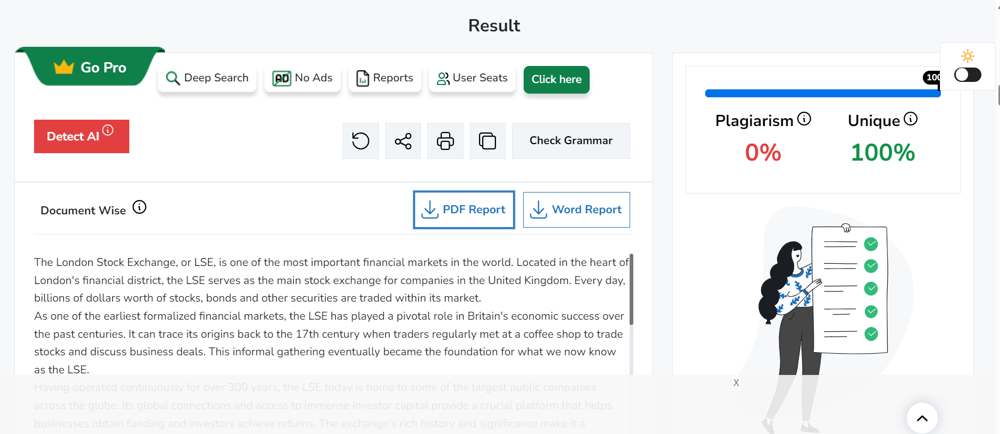 Result
Go Pro
Deep Search
AD No Ads
Reports
User Seats
Click here
Detect AI
Check Grammar
Document Wise
PDF Report
Word Report
The London Stock Exchange, or LSE, is one of the most important financial markets in the world. Located in the heart of
London's financial district, the LSE serves as the main stock exchange for companies in the United Kingdom. Every day,
billions of dollars worth of stocks, bonds and other securities are traded within its market.
As one of the earliest formalized financial markets, the LSE has played a pivotal role in Britain's economic success over
the past centuries. It can trace its origins back to the 17th century when traders regularly met at a coffee shop to trade
stocks and discuss business deals. This informal gathering eventually became the foundation for what we now know
as the LSE.
Having operated continuously for over 300 years, the LSE today is home to some of the largest public companies
across the globe. Its global connections and access to immense investor capital provide a crucial platform that helps
businesses obtain funding and investors achieve returns. The exchange's rich history and significance make it a
100
Plagiarism
0%
Unique
100%
X